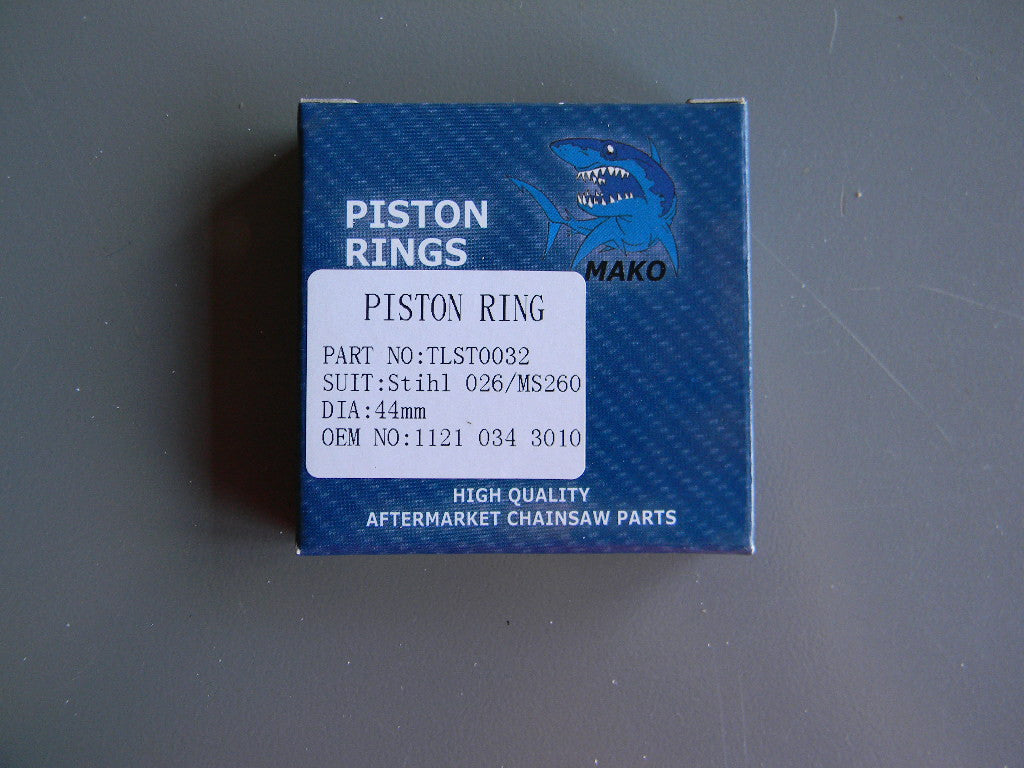 PISTON
RINGS
MAKO
PISTON RING
PART NO:TLST0032
SUIT:Stihl 026/MS260
DIA:44mm
OEM NO:1121 034 3010
HIGH QUALITY
AFTERMARKET CHAINSAW PARTS